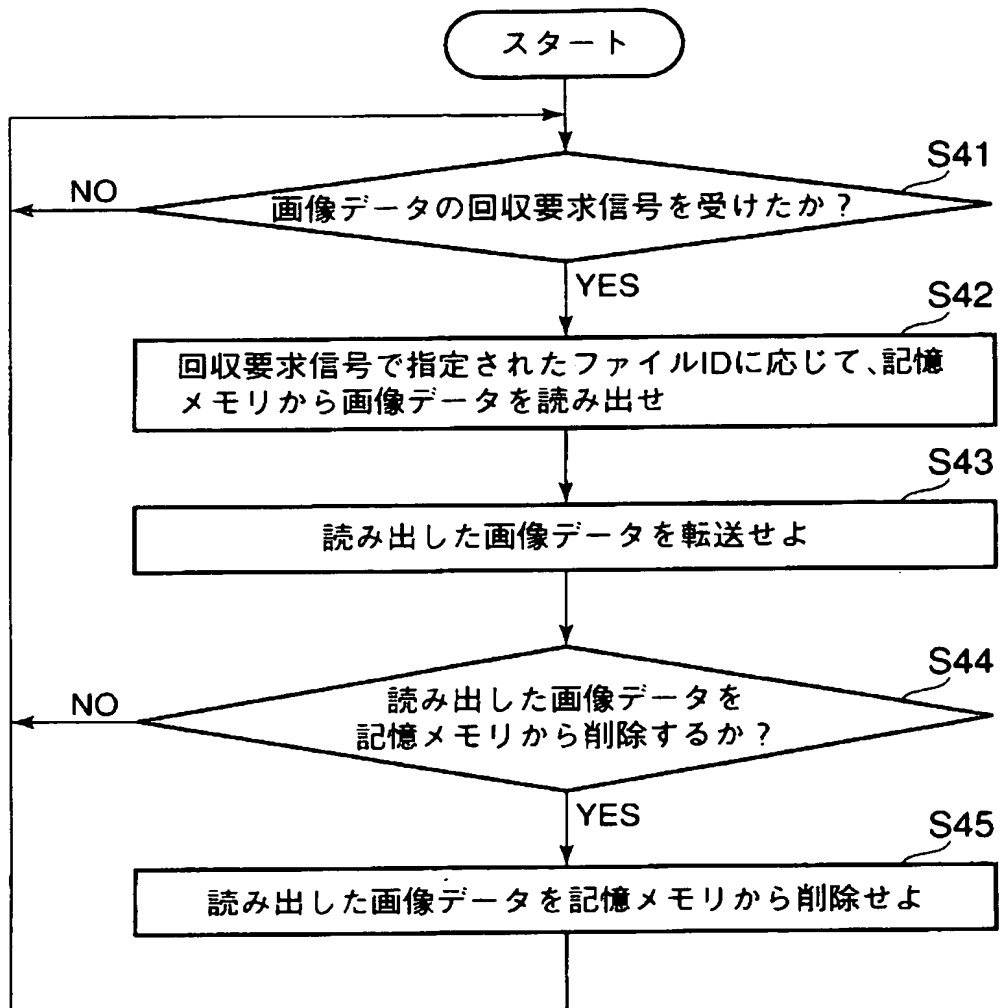 スタート
S41
NO
画像データの回収要求信号を受けたか？
YES
S42
回収要求信号で指定されたファイルIDに応じて、記憶
メモリから画像データを読み出せ
S43
読み出した画像データを転送せよ
S44
NO
読み出した画像データを
記憶メモリから削除するか？
YES
S45
読み出した画像データを記憶メモリから削除せよ